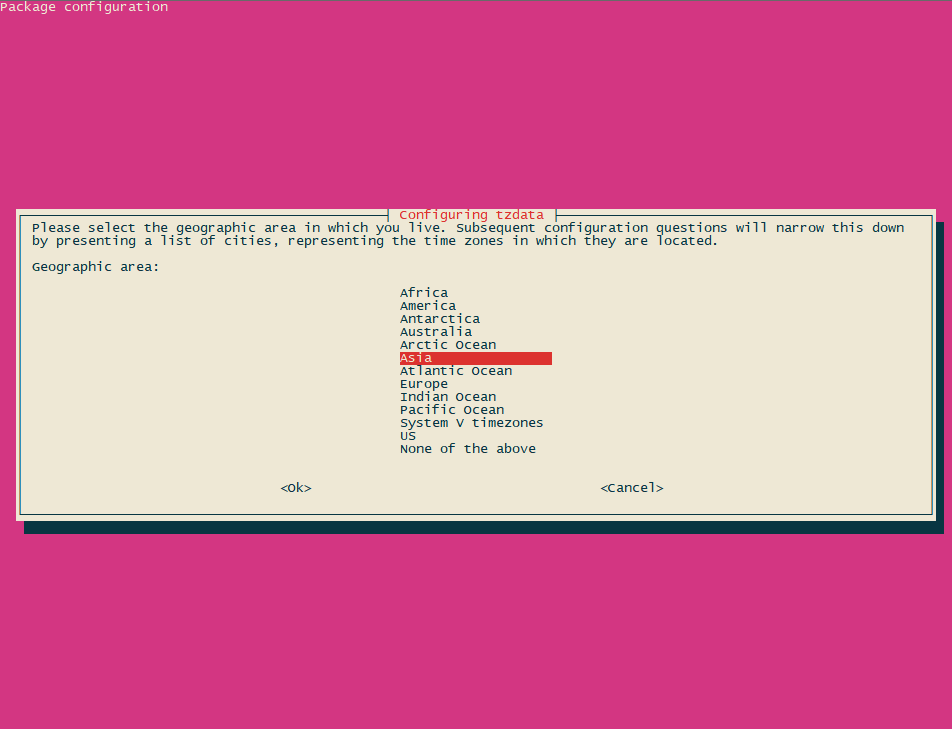 Package configuration
Configuring tzdata
Please select the geographic area in which you live. Subsequent configuration questions will narrow this down
by presenting a list of cities, representing the time zones in which they are located.
Geographic area:
Africa
America
Antarctica
Australia
Arctic Ocean
Asia
Atlantic Ocean
Europe
Indian Ocean
Pacific Ocean
System V timezones
US
None of the above
<Ok> <Cancel>